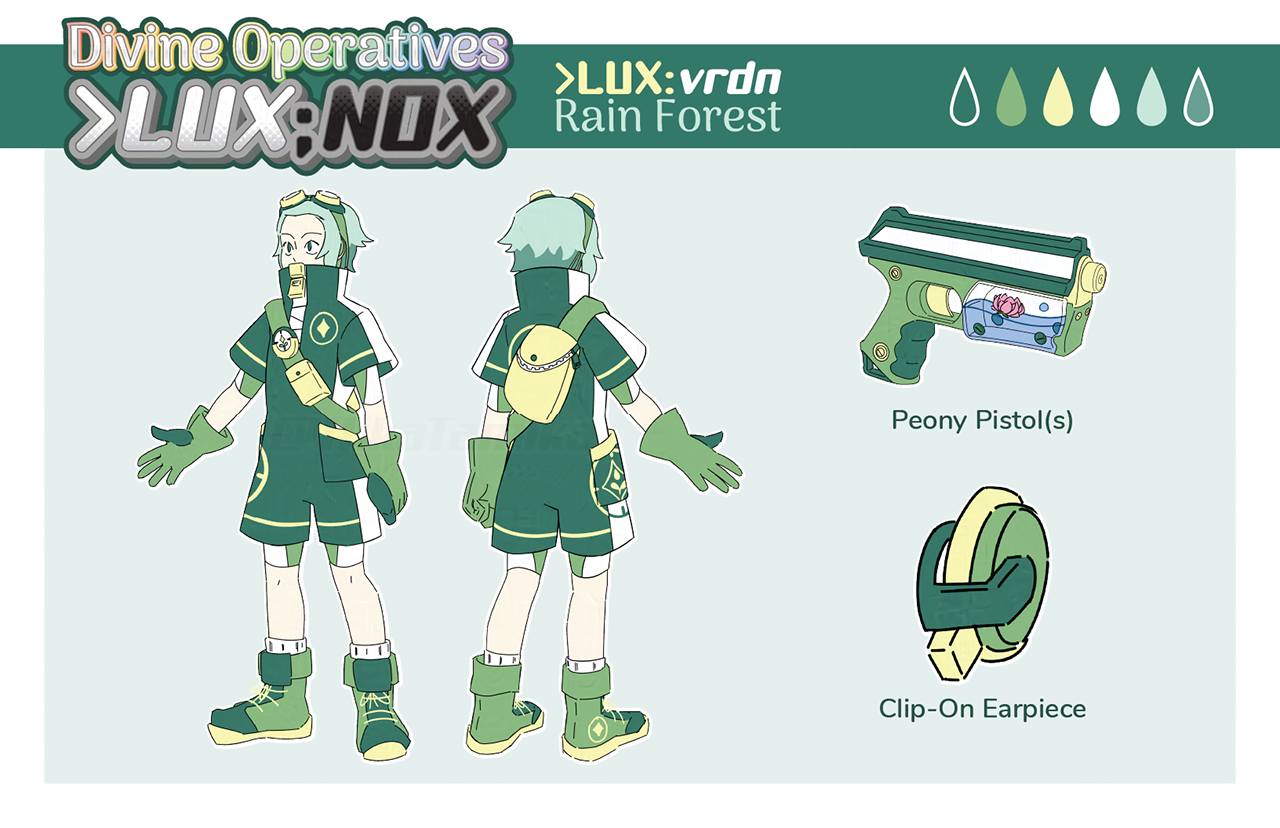 Divine Operatives
>LUX;NOX
>LUX:vrdn
Rain Forest
Peony Pistol(s)
Clip-On Earpiece